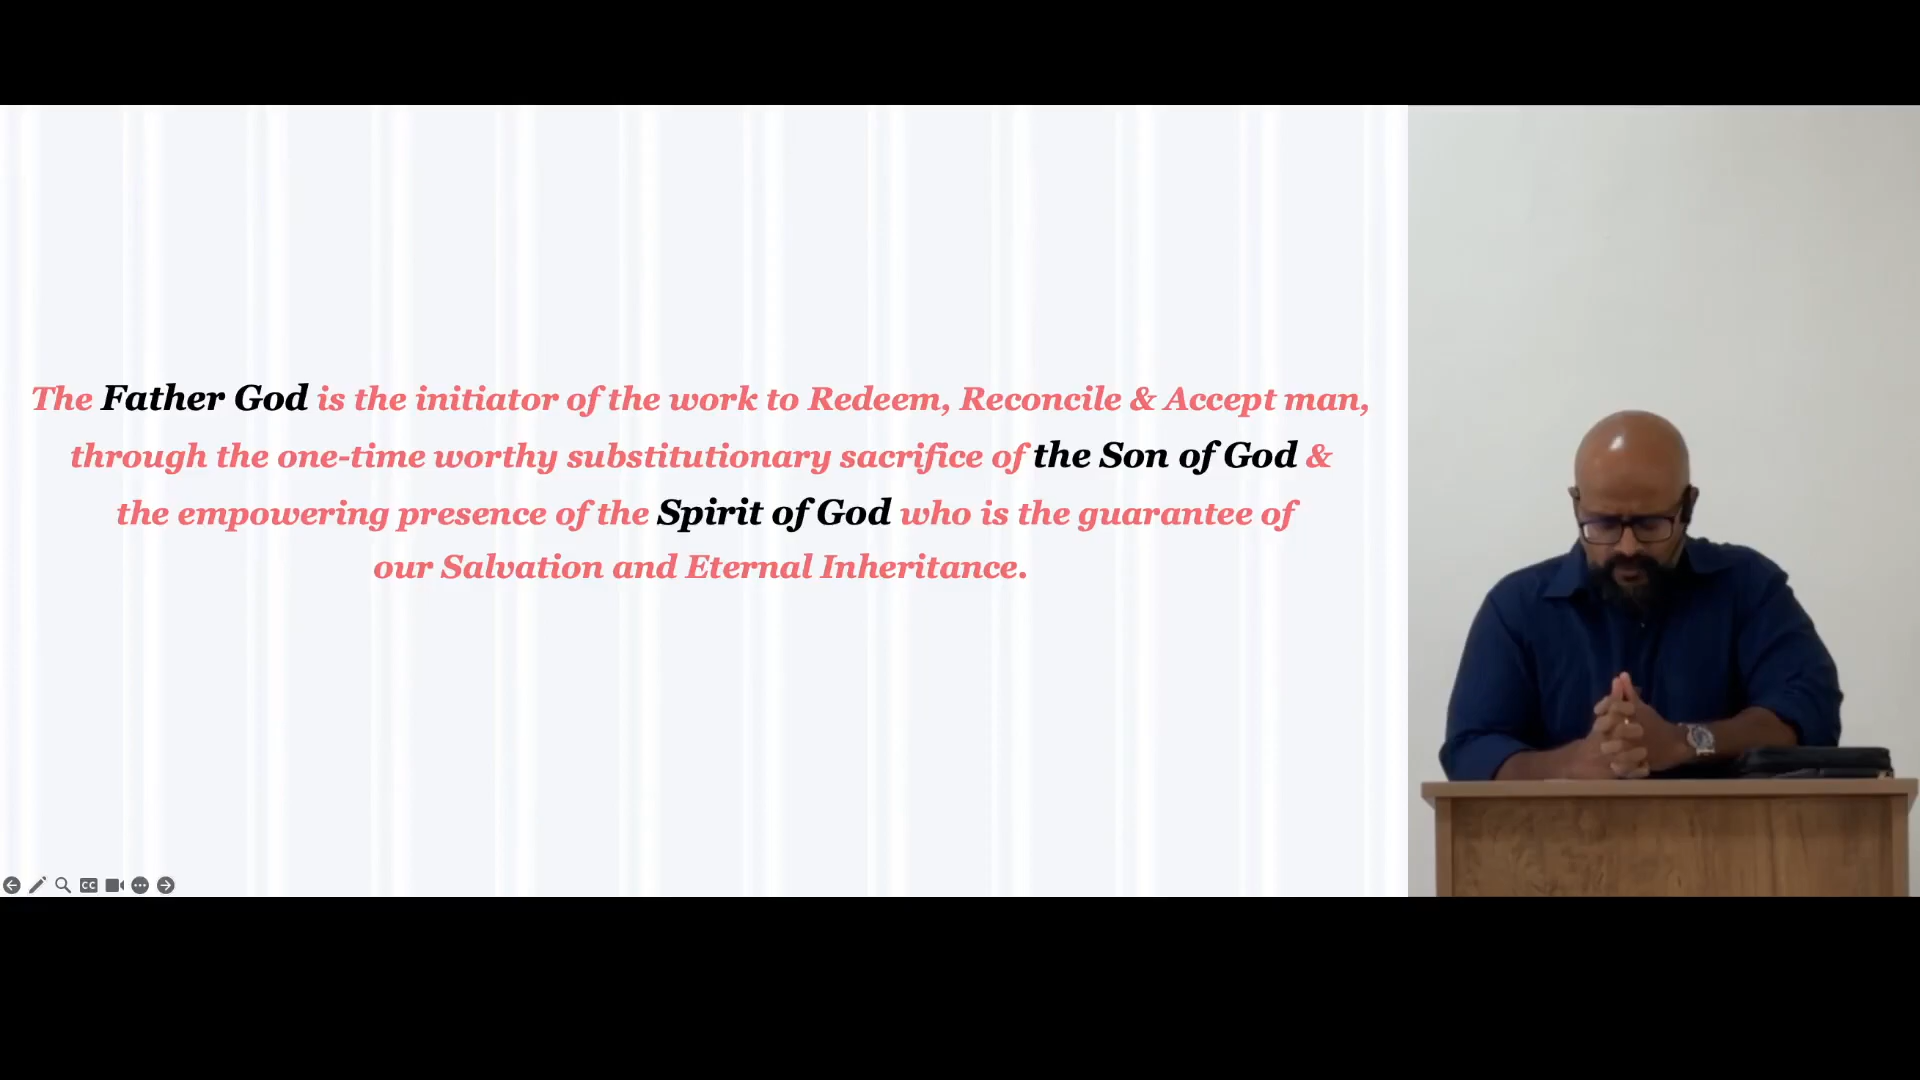 The Father God is the initiator of the work to Redeem, Reconcile & Accept man,
through the one-time worthy substitutionary sacrifice of the Son of God &
the empowering presence of the Spirit of God who is the guarantee of
our Salvation and Eternal Inheritance.
CC